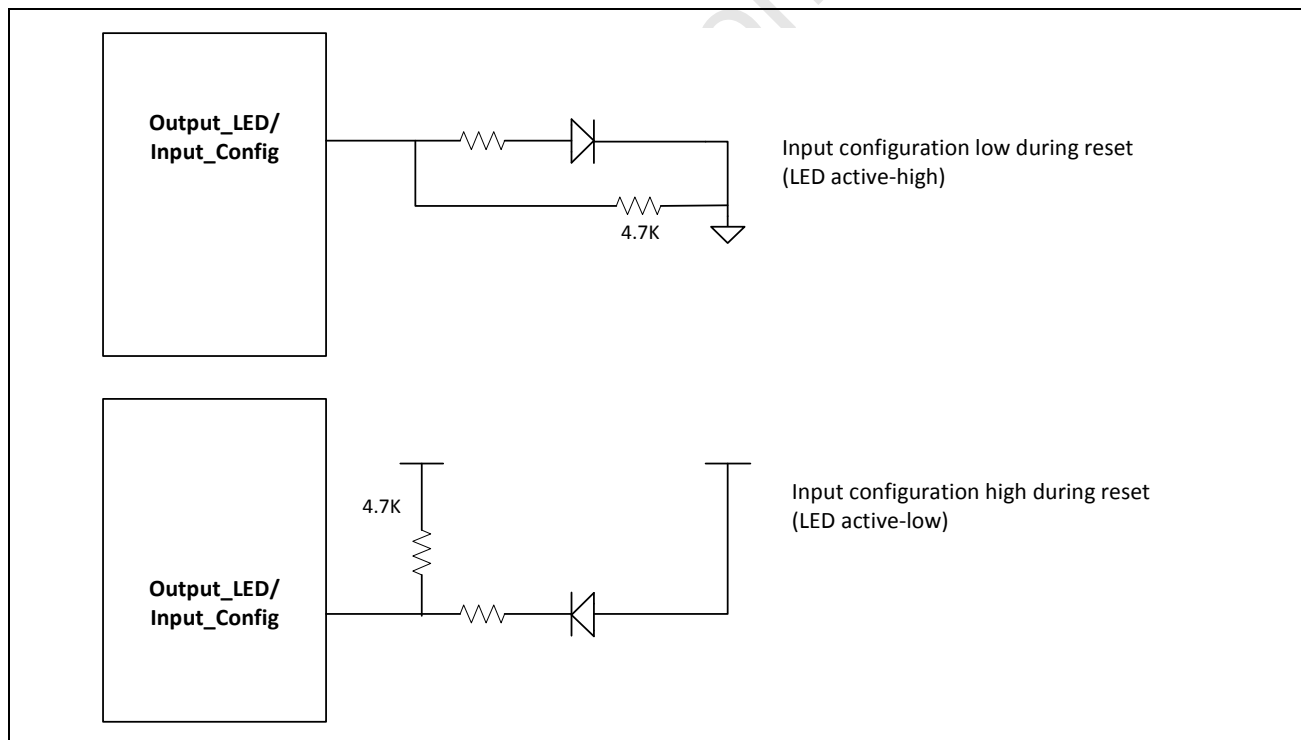 Output_LED/
Input_Config
Input configuration low during reset
(LED active-high)
4.7K
4.7K
Input configuration high during reset
(LED active-low)
Output_LED/
Input_Config